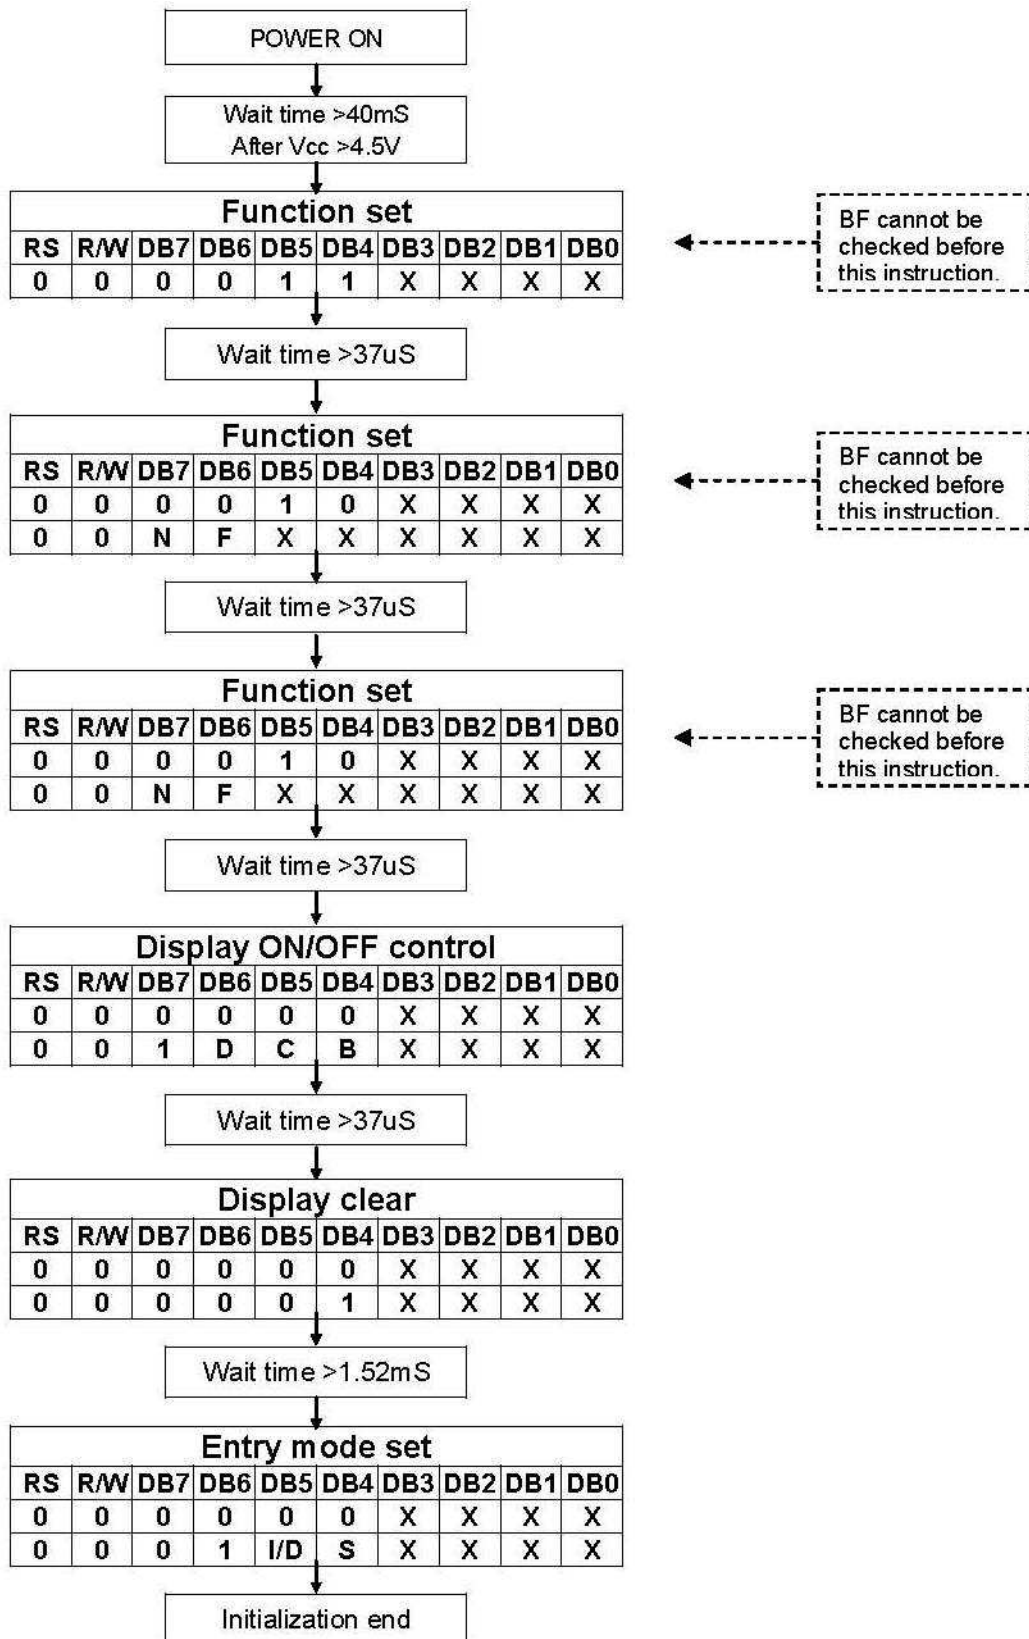 POWER ON
Wait time >40mS
After Vcc >4.5V
Function set
RS R/W DB7 DB6 DB5 DB4 DB3 DB2 DB1 DB0
0 0 0 0 1 1 X X X X
BF cannot be
checked before
this instruction.
Wait time >37uS
Function set
RS R/W DB7 DB6 DB5 DB4 DB3 DB2 DB1 DB0
0 0 0 0 1 0 X X X X
0 0 N F X X X X X X
BF cannot be
checked before
this instruction.
Wait time >37uS
Function set
RS R/W DB7 DB6 DB5 DB4 DB3 DB2 DB1 DB0
0 0 0 0 1 0 X X X X
0 0 N F X X X X X X
BF cannot be
checked before
this instruction.
Wait time >37uS
Display ON/OFF control
RS R/W DB7 DB6 DB5 DB4 DB3 DB2 DB1 DB0
0 0 0 0 0 0 X X X X
0 0 1 D C B X X X X
Wait time >37uS
Display clear
RS R/W DB7 DB6 DB5 DB4 DB3 DB2 DB1 DB0
0 0 0 0 0 0 X X X X
0 0 0 0 0 1 X X X X
Wait time >1.52mS
Entry mode set
RS R/W DB7 DB6 DB5 DB4 DB3 DB2 DB1 DB0
0 0 0 0 0 0 X X X X
0 0 0 1 I/D S X X X X
Initialization end